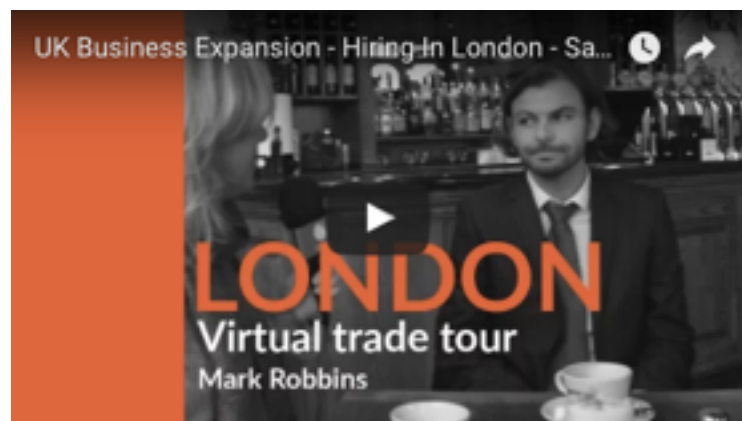 UK Business Expansion - Hiring In London - Sa...
LONDON
Virtual trade tour
Mark Robbins